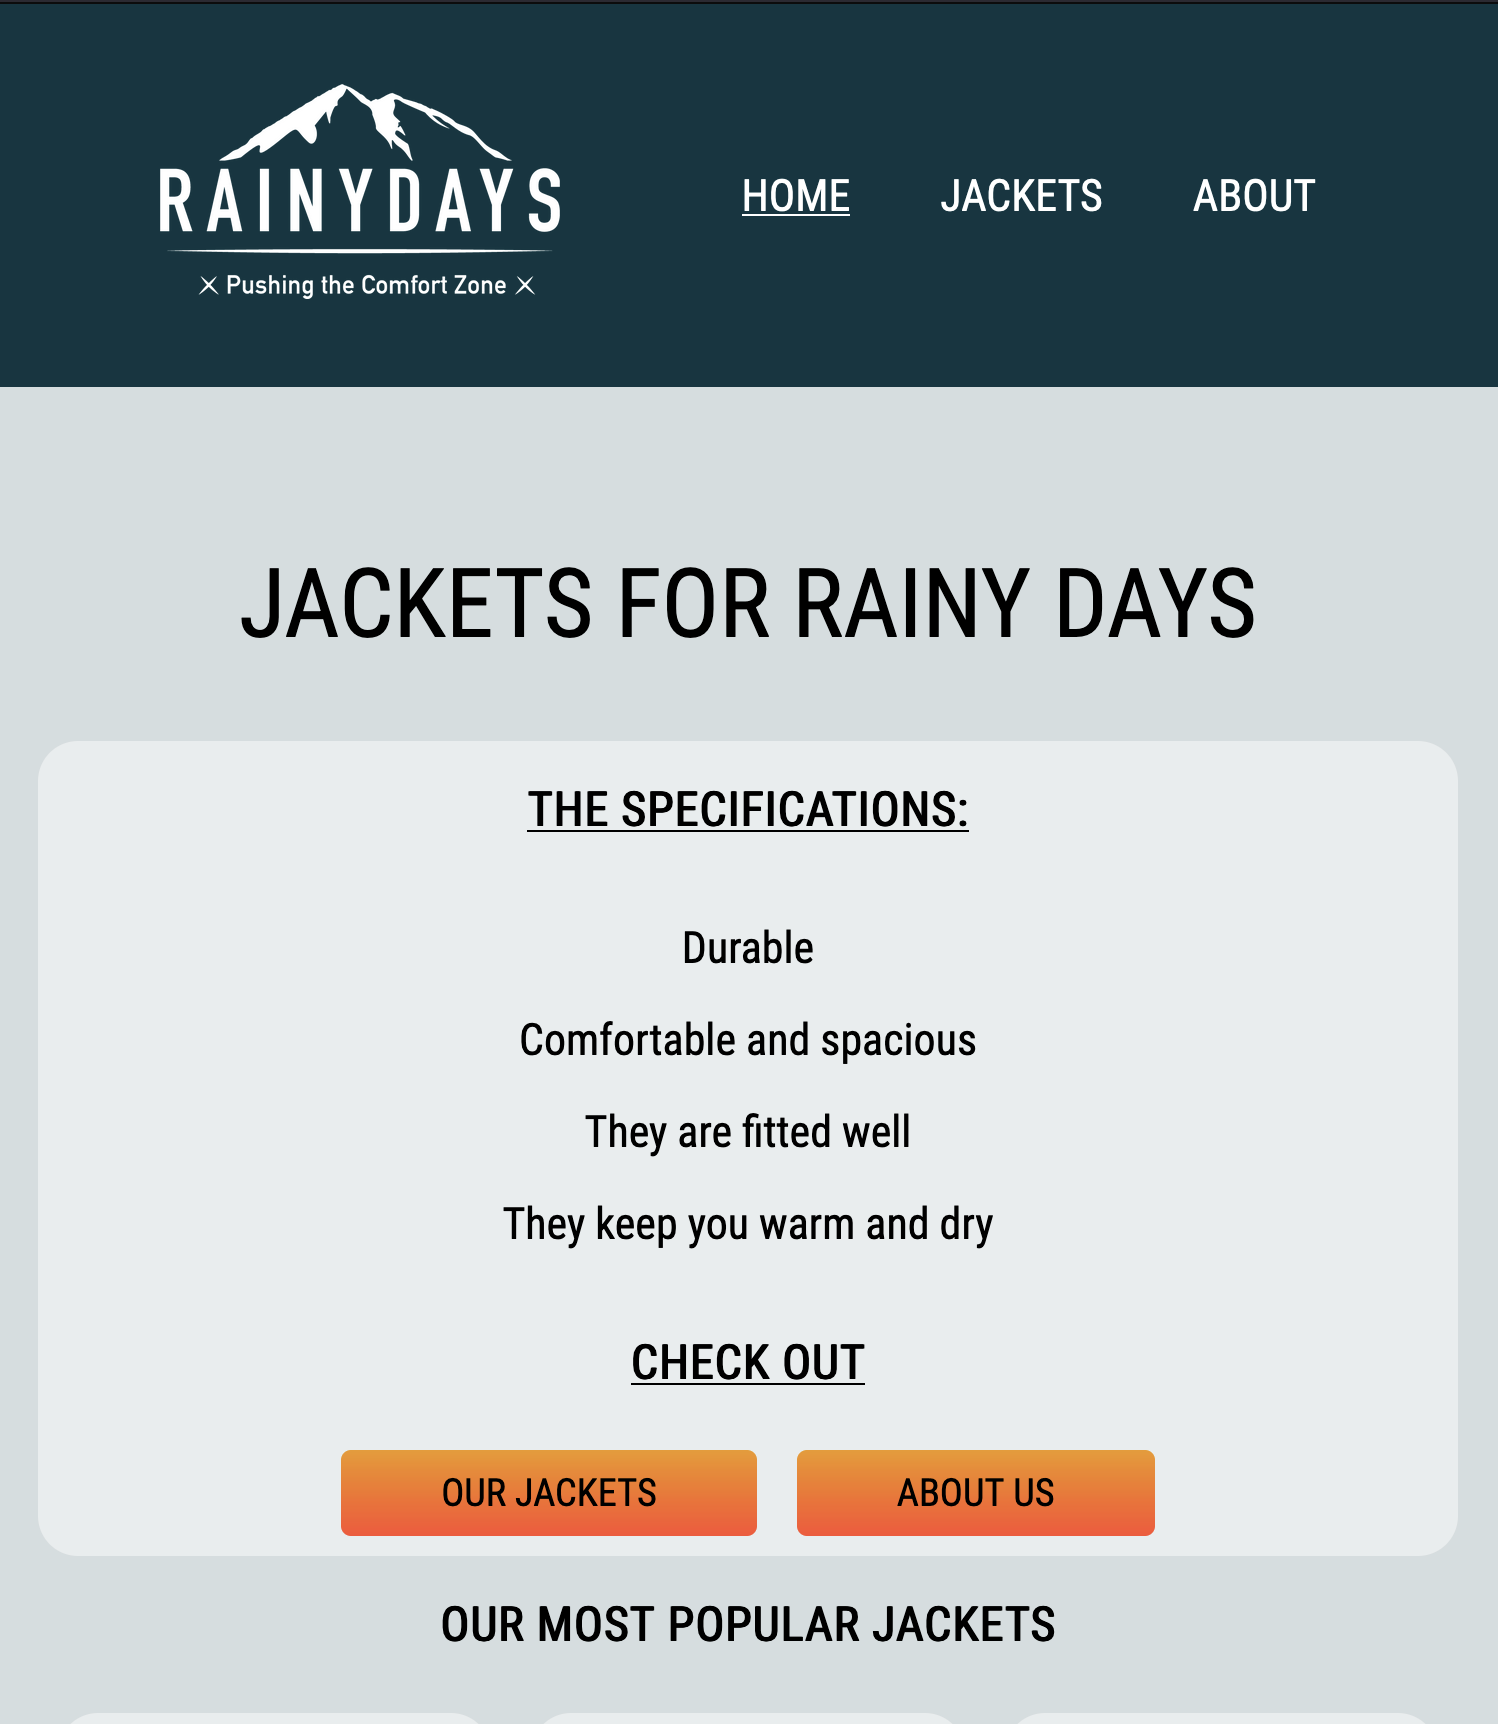 RAINYDAYS
Pushing the Comfort Zone
HOME JACKETS ABOUT
JACKETS FOR RAINY DAYS
THE SPECIFICATIONS:
Durable
Comfortable and spacious
They are fitted well
They keep you warm and dry
CHECK OUT
OUR JACKETS ABOUT US
OUR MOST POPULAR JACKETS